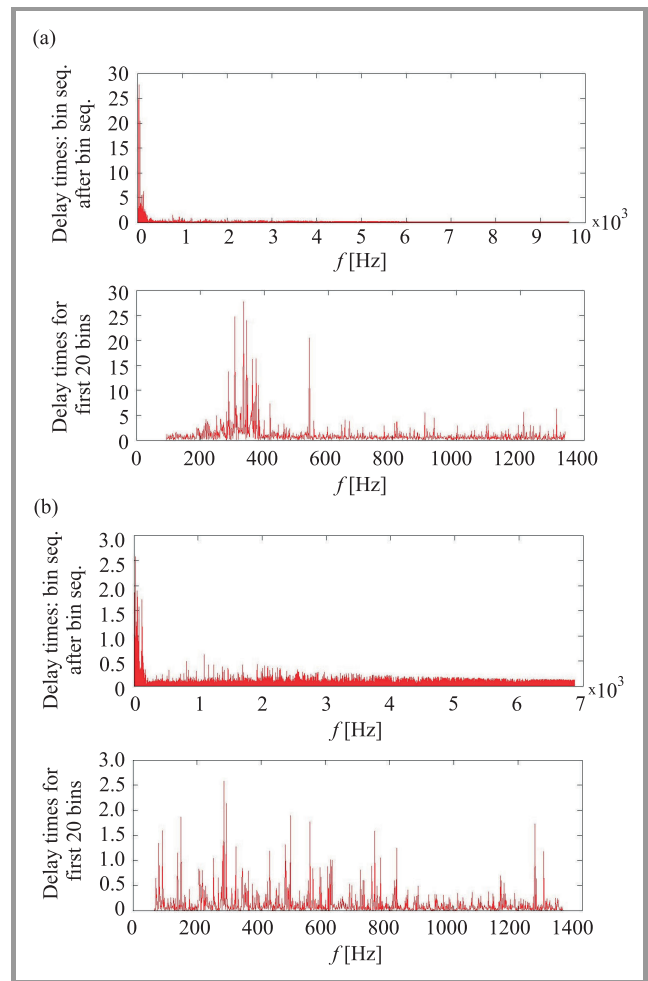 (a)
Delay times: bin seq.
after bin seq.
30
25
20
15
10
5
0
0 1 2 3 4 5 6 7 8 9 10 x10³
f [Hz]
Delay times for
first 20 bins
30
25
20
15
10
5
0
200 400 600 800 1000 1200 1400
f [Hz]
(b)
Delay times: bin seq.
after bin seq.
3.0
2.5
2.0
1.5
1.0
0.5
0
0 1 2 3 4 5 6 7 x10³
f [Hz]
Delay times for
first 20 bins
3.0
2.5
2.0
1.5
1.0
0.5
0
200 400 600 800 1000 1200 1400
f [Hz]